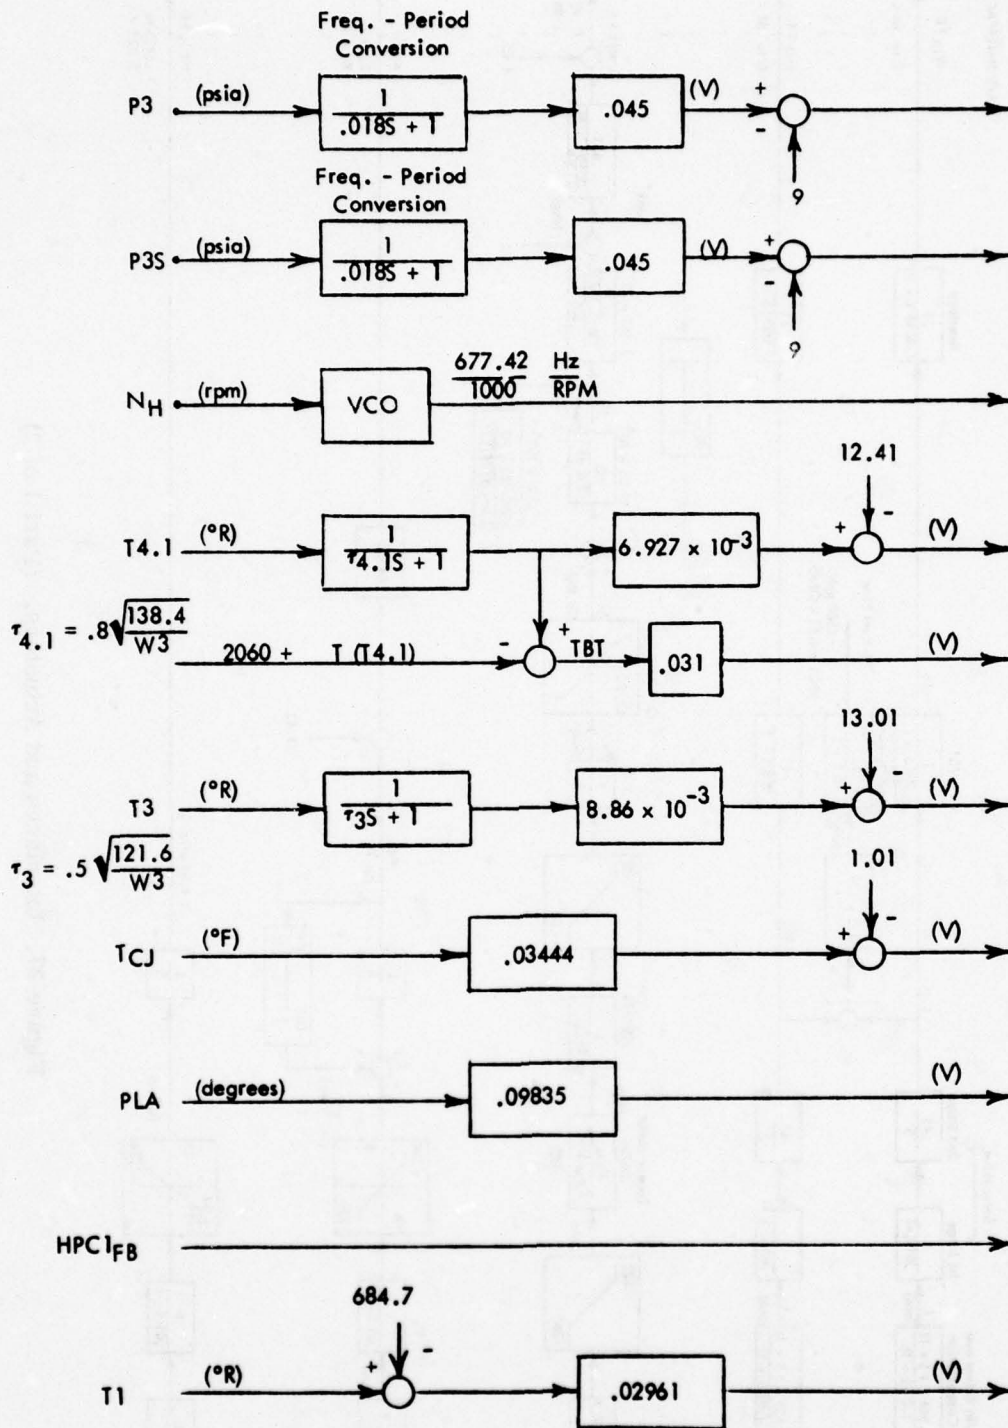 Freq. - Period
Conversion
P3 (psia) 1 / .018S + 1 .045 (V) + - 9
Freq. - Period
Conversion
P3S (psia) 1 / .018S + 1 .045 (V) + - 9
NH (rpm) VCO 677.42 / 1000 Hz / RPM
12.41
T4.1 (°R) 1 / τ4.1S + 1 6.927 x 10-3 + - (V)
τ4.1 = .8 √138.4 / W3
2060 + T (T4.1) - + TBT .031 (V)
13.01
T3 (°R) 1 / τ3S + 1 8.86 x 10-3 + - (V)
τ3 = .5 √121.6 / W3
1.01
TCJ (°F) .03444 + - (V)
PLA (degrees) .09835 (V)
HPC1FB
684.7
T1 (°R) + - .02961 (V)